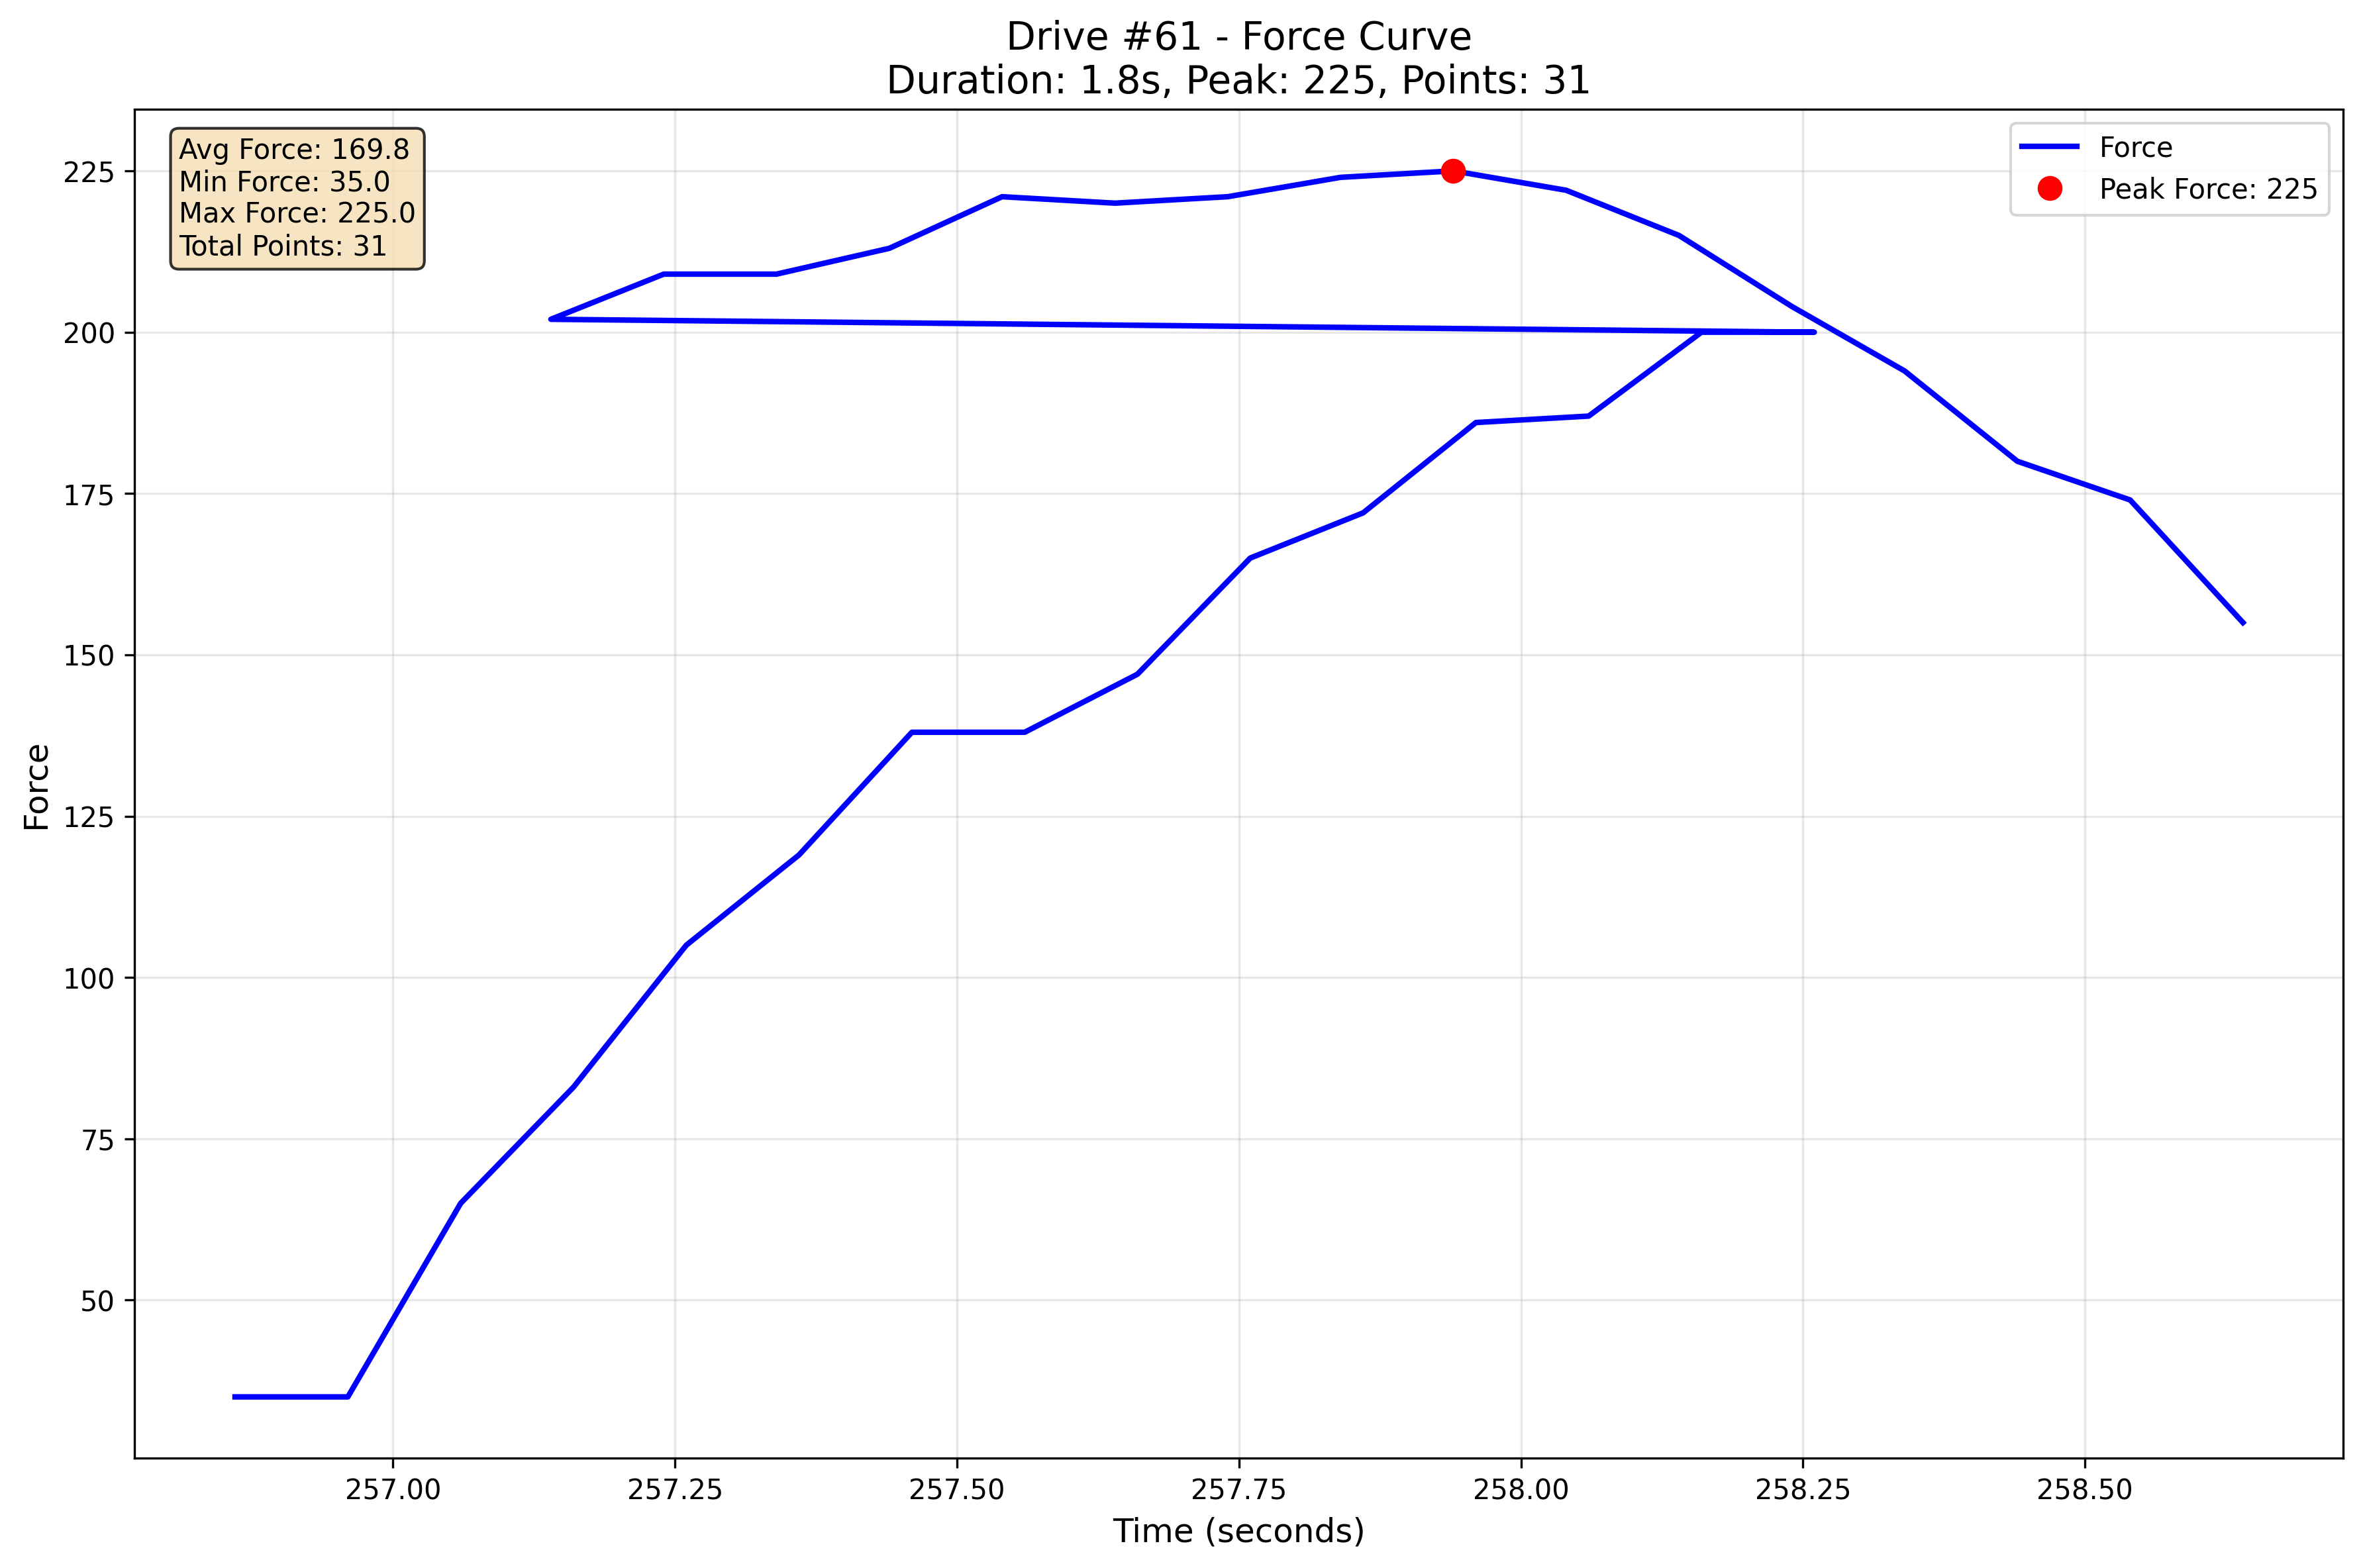 Drive #61 - Force Curve
Duration: 1.8s, Peak: 225, Points: 31
Avg Force: 169.8
Min Force: 35.0
Max Force: 225.0
Total Points: 31
Force
Peak Force: 225
225
200
175
150
125
100
75
50
Force
257.00
257.25
257.50
257.75
258.00
258.25
258.50
Time (seconds)